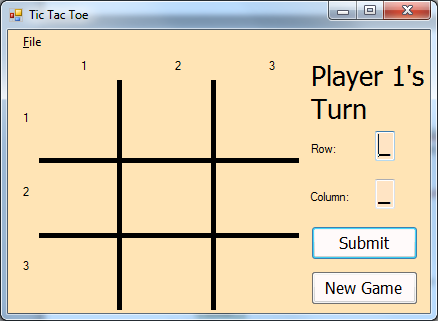 Tic Tac Toe
File
1 2 3
1
2
3
Player 1's
Turn
Row: _
Column: _
Submit
New Game